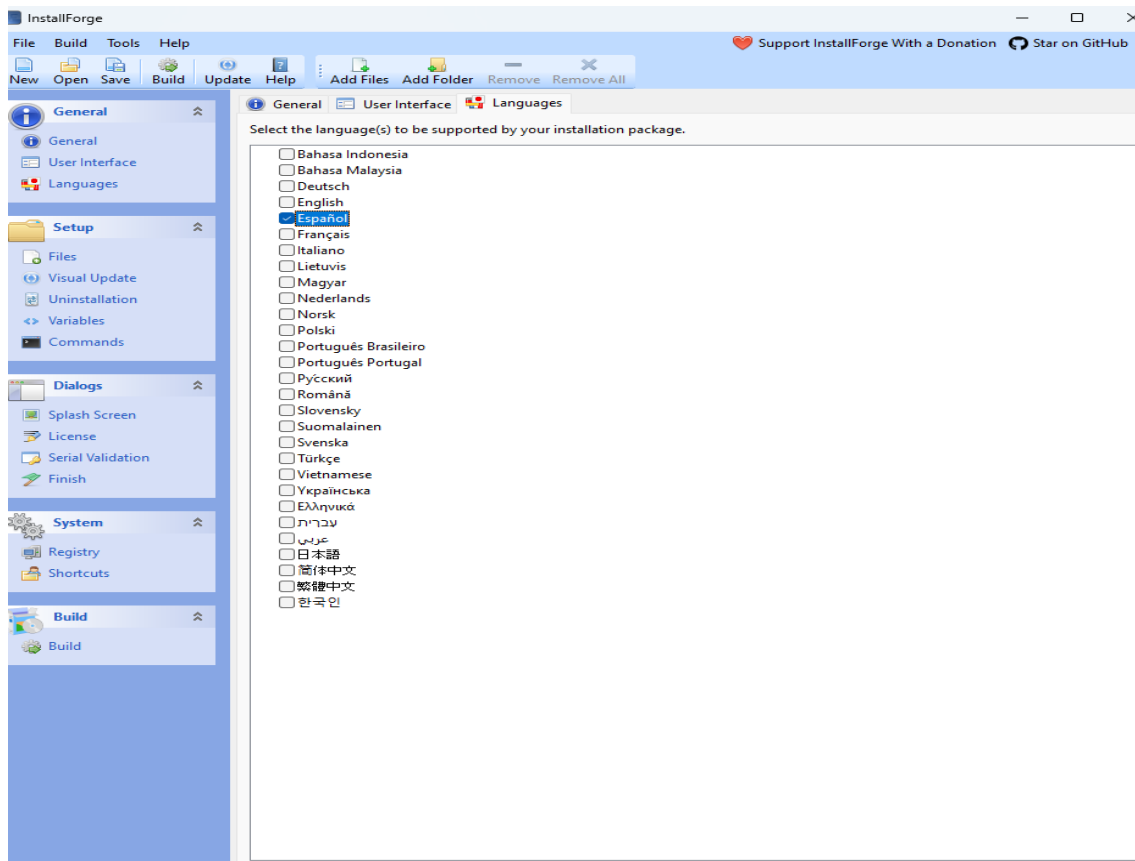 InstallForge
File Build Tools Help
Support InstallForge With a Donation Star on GitHub
New Open Save Build Update Help Add Files Add Folder Remove Remove All
General
General
User Interface
Languages
Setup
Files
Visual Update
Uninstallation
Variables
Commands
Dialogs
Splash Screen
License
Serial Validation
Finish
System
Registry
Shortcuts
Build
Build
General User Interface Languages
Select the language(s) to be supported by your installation package.
Bahasa Indonesia
Bahasa Malaysia
Deutsch
English
Español
Français
Italiano
Lietuvis
Magyar
Nederlands
Norsk
Polski
Português Brasileiro
Português Portugal
Ру́сский
Română
Slovensky
Suomalainen
Svenska
Türkçe
Vietnamese
Українська
Ελληνικά
עברית
عربي
日本語
简体中文
繁體中文
한국인